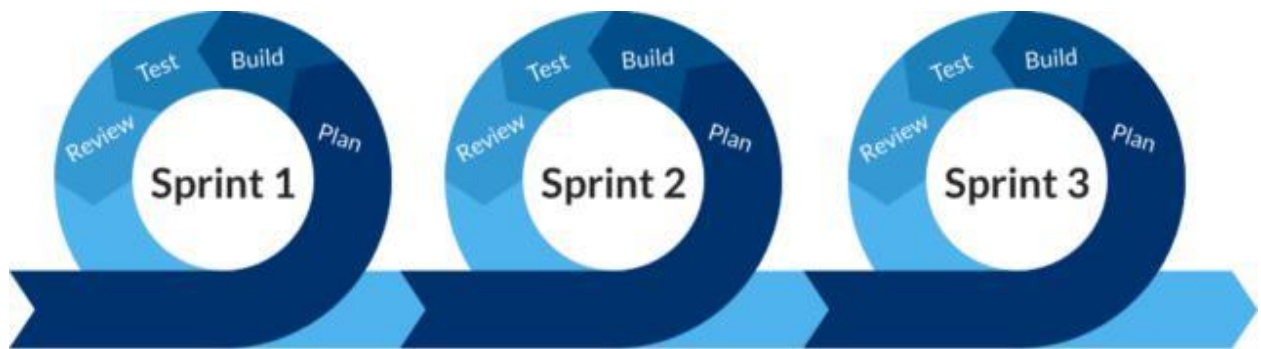 Test
Build
Review
Plan
Sprint 1
Test
Build
Review
Plan
Sprint 2
Test
Build
Review
Plan
Sprint 3